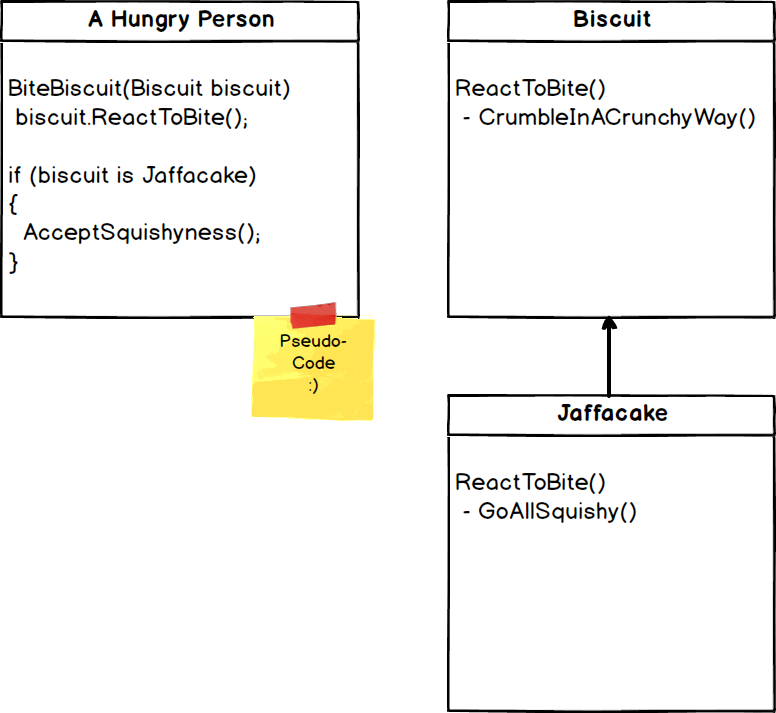 A Hungry Person
BiteBiscuit(Biscuit biscuit)
biscuit.ReactToBite();
if (biscuit is Jaffacake)
{
AcceptSquishyness();
}
Pseudo-
Code
:)
Biscuit
ReactToBite()
- CrumbleInACrunchyWay()
Jaffacake
ReactToBite()
- GoAllSquishy()